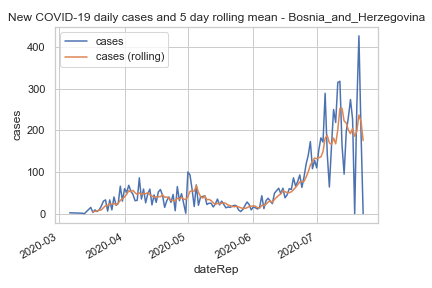 New COVID-19 daily cases and 5 day rolling mean - Bosnia_and_Herzegovina
cases
cases (rolling)
400
300
200
100
0
cases
2020-03
2020-04
2020-05
2020-06
2020-07
dateRep